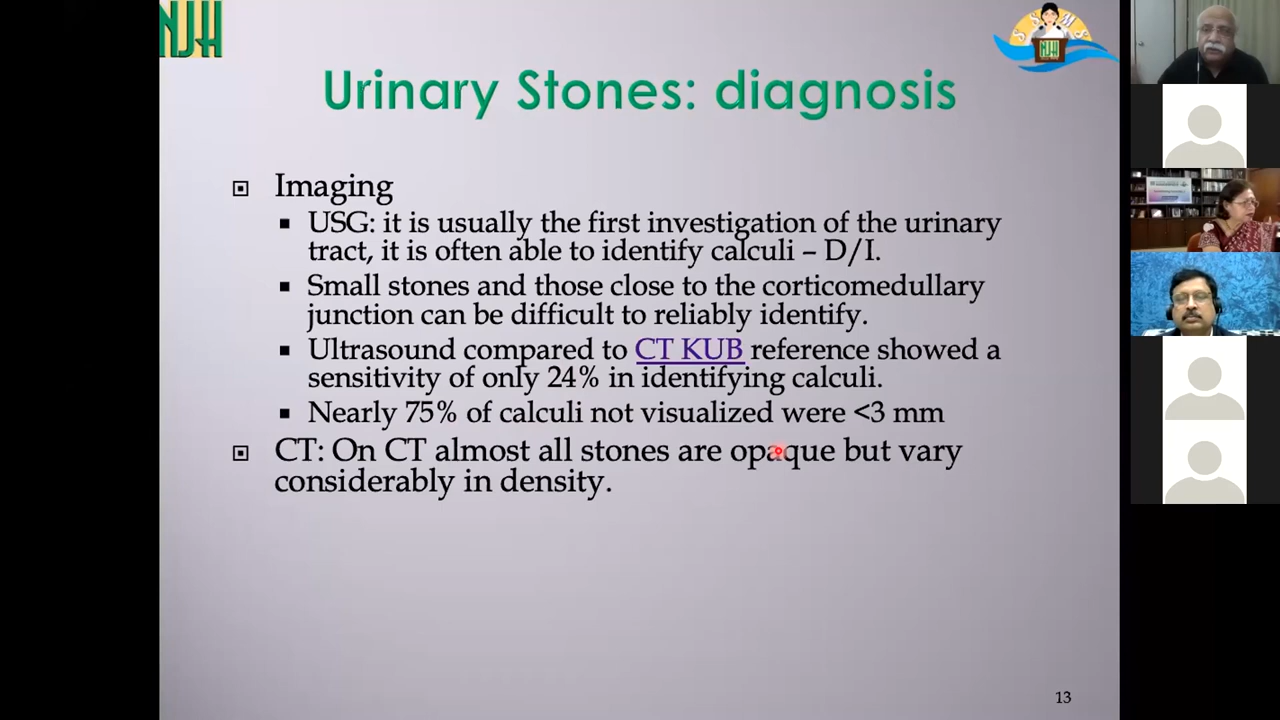 NJH
S S M S
NJH
Urinary Stones: diagnosis
Imaging
USG: it is usually the first investigation of the urinary
tract, it is often able to identify calculi – D/I.
Small stones and those close to the corticomedullary
junction can be difficult to reliably identify.
Ultrasound compared to CT KUB reference showed a
sensitivity of only 24% in identifying calculi.
Nearly 75% of calculi not visualized were <3 mm
CT: On CT almost all stones are opaque but vary
considerably in density.
13